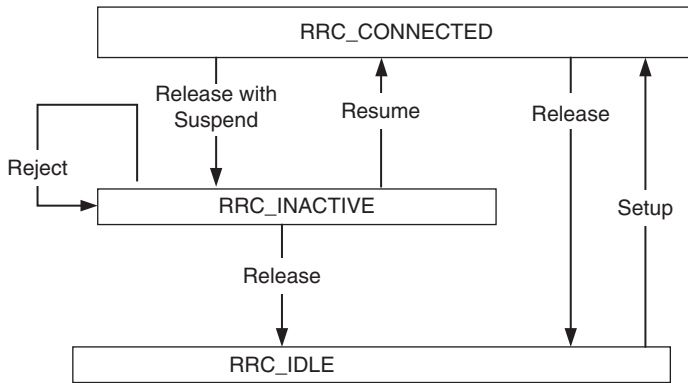 RRC_CONNECTED
Release with
Suspend
Resume
Release
Reject
RRC_INACTIVE
Setup
Release
RRC_IDLE